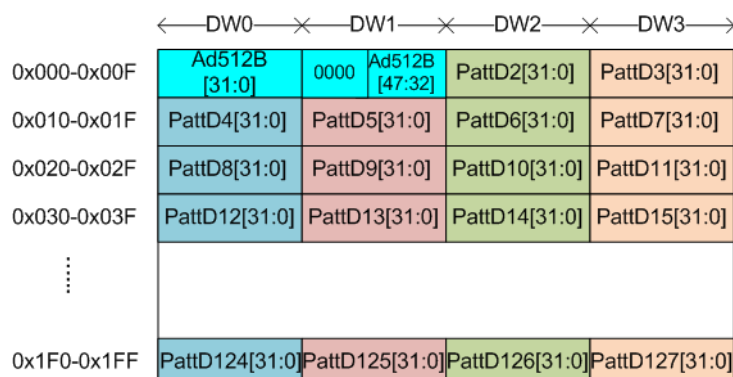 DW0 DW1 DW2 DW3
0x000-0x00F Ad512B [31:0] 0000 Ad512B [47:32] PattD2[31:0] PattD3[31:0]
0x010-0x01F PattD4[31:0] PattD5[31:0] PattD6[31:0] PattD7[31:0]
0x020-0x02F PattD8[31:0] PattD9[31:0] PattD10[31:0] PattD11[31:0]
0x030-0x03F PattD12[31:0] PattD13[31:0] PattD14[31:0] PattD15[31:0]
0x1F0-0x1FF PattD124[31:0] PattD125[31:0] PattD126[31:0] PattD127[31:0]